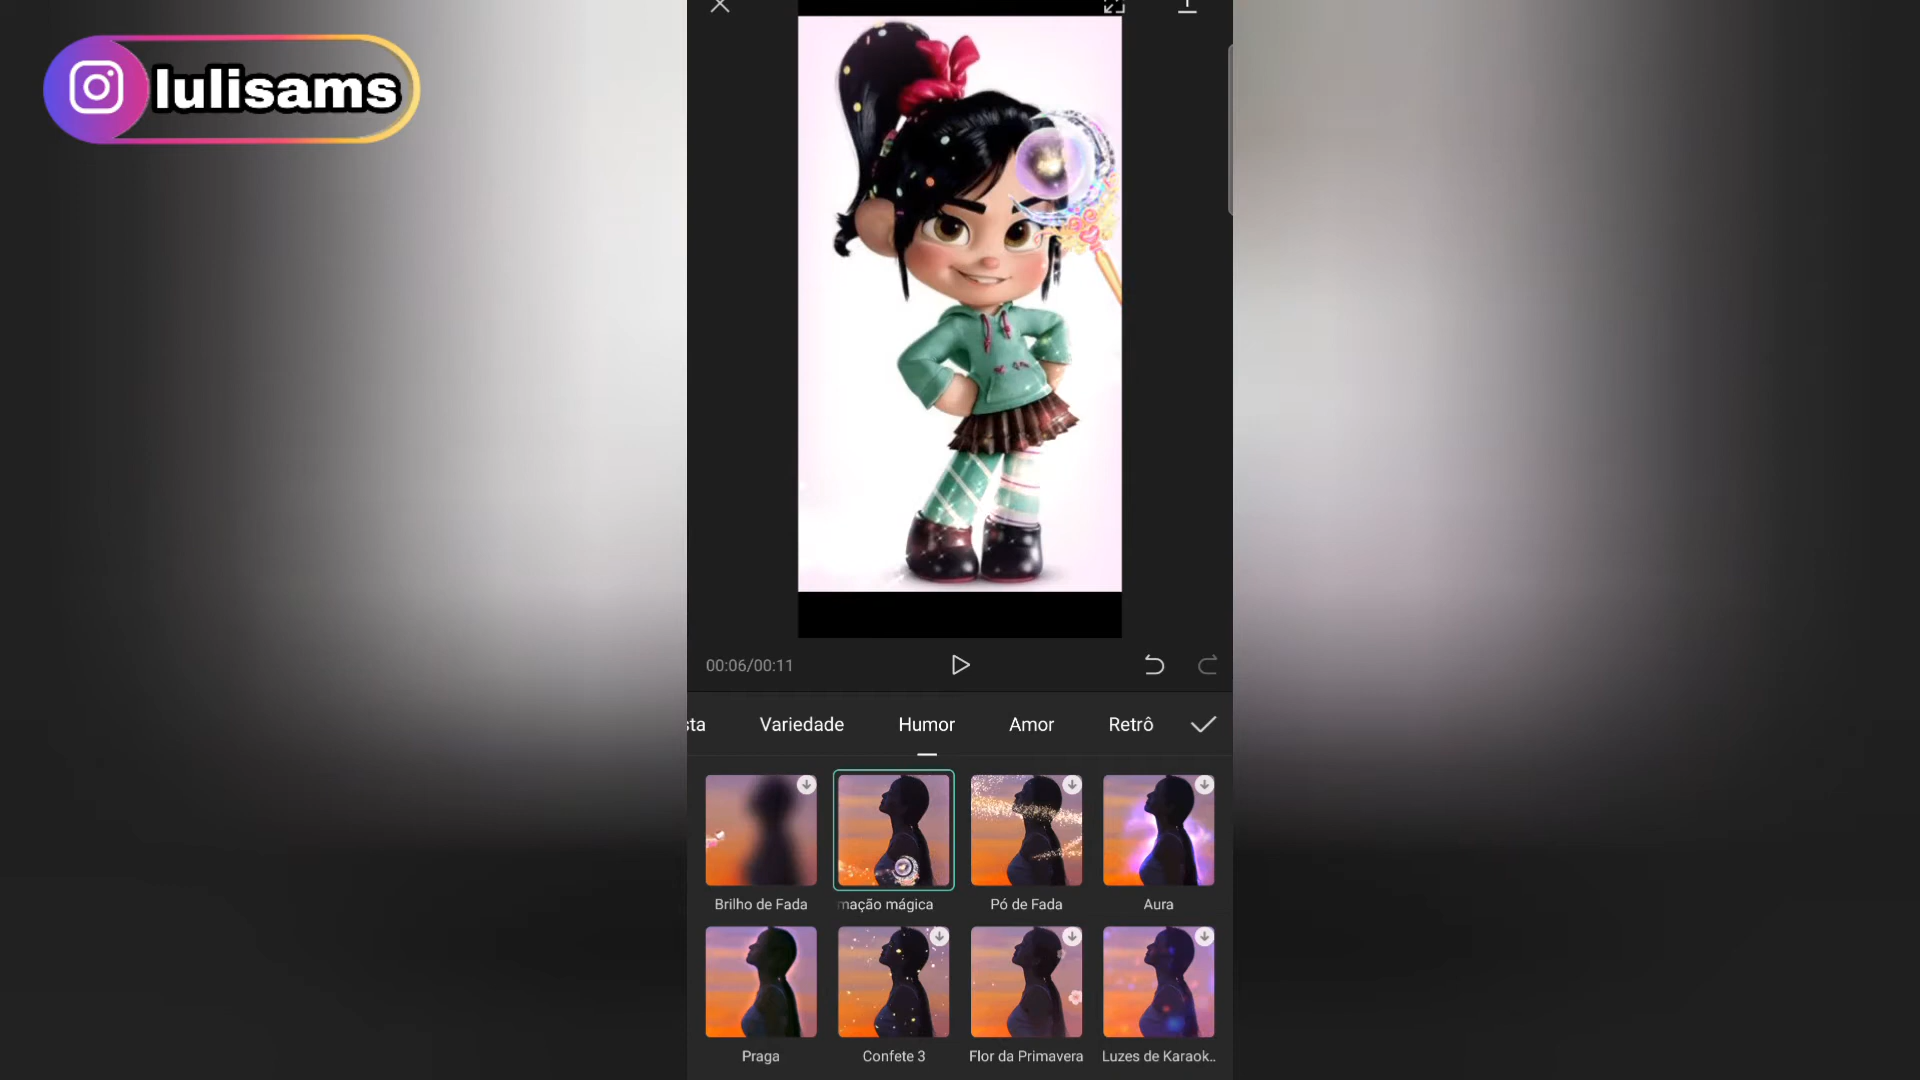 lulisams
00:06/00:11
sta Variedade Humor Amor Retrô
Brilho de Fada mação mágica Pó de Fada Aura
Praga Confete 3 Flor da Primavera Luzes de Karaok..